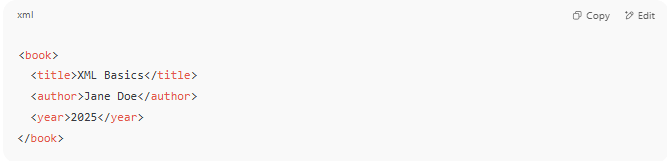 xml
Copy
Edit
<book>
  <title>XML Basics</title>
  <author>Jane Doe</author>
  <year>2025</year>
</book>